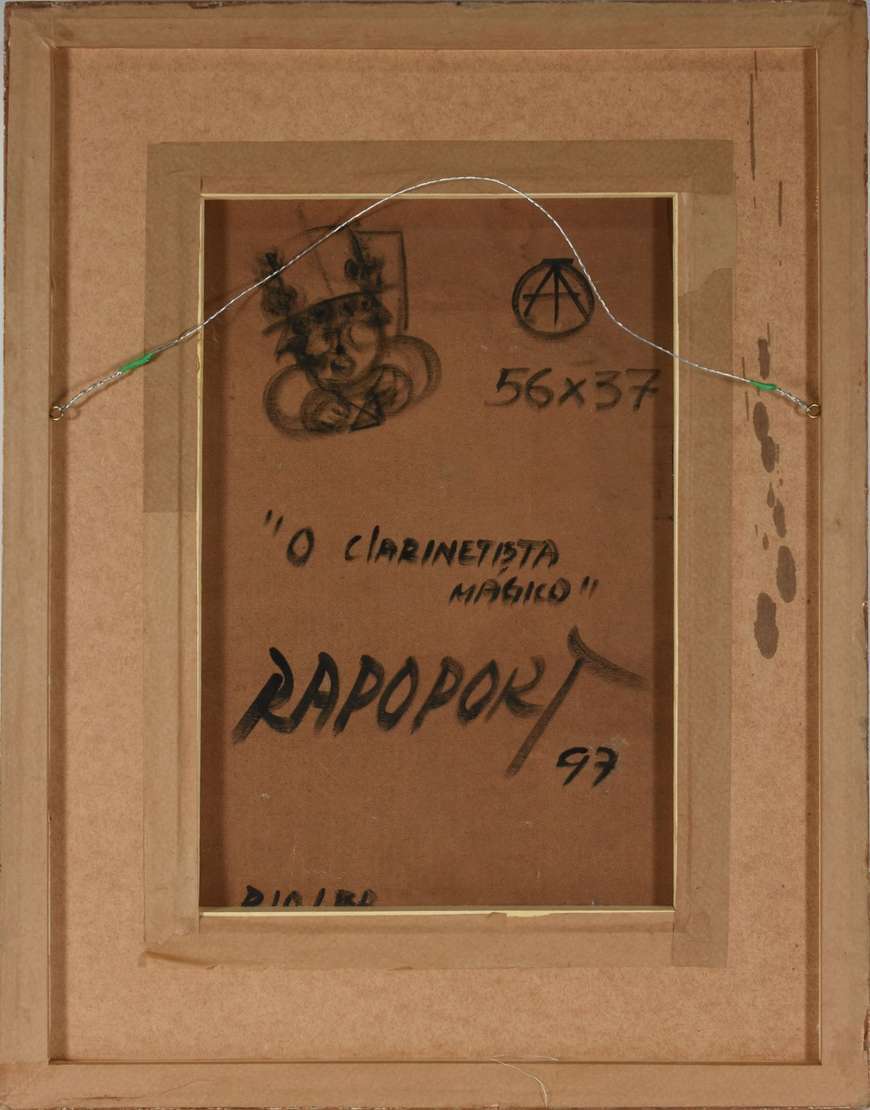 56x37
"O ClARINETISTA
MÁGICO"
RAPOPORT
97